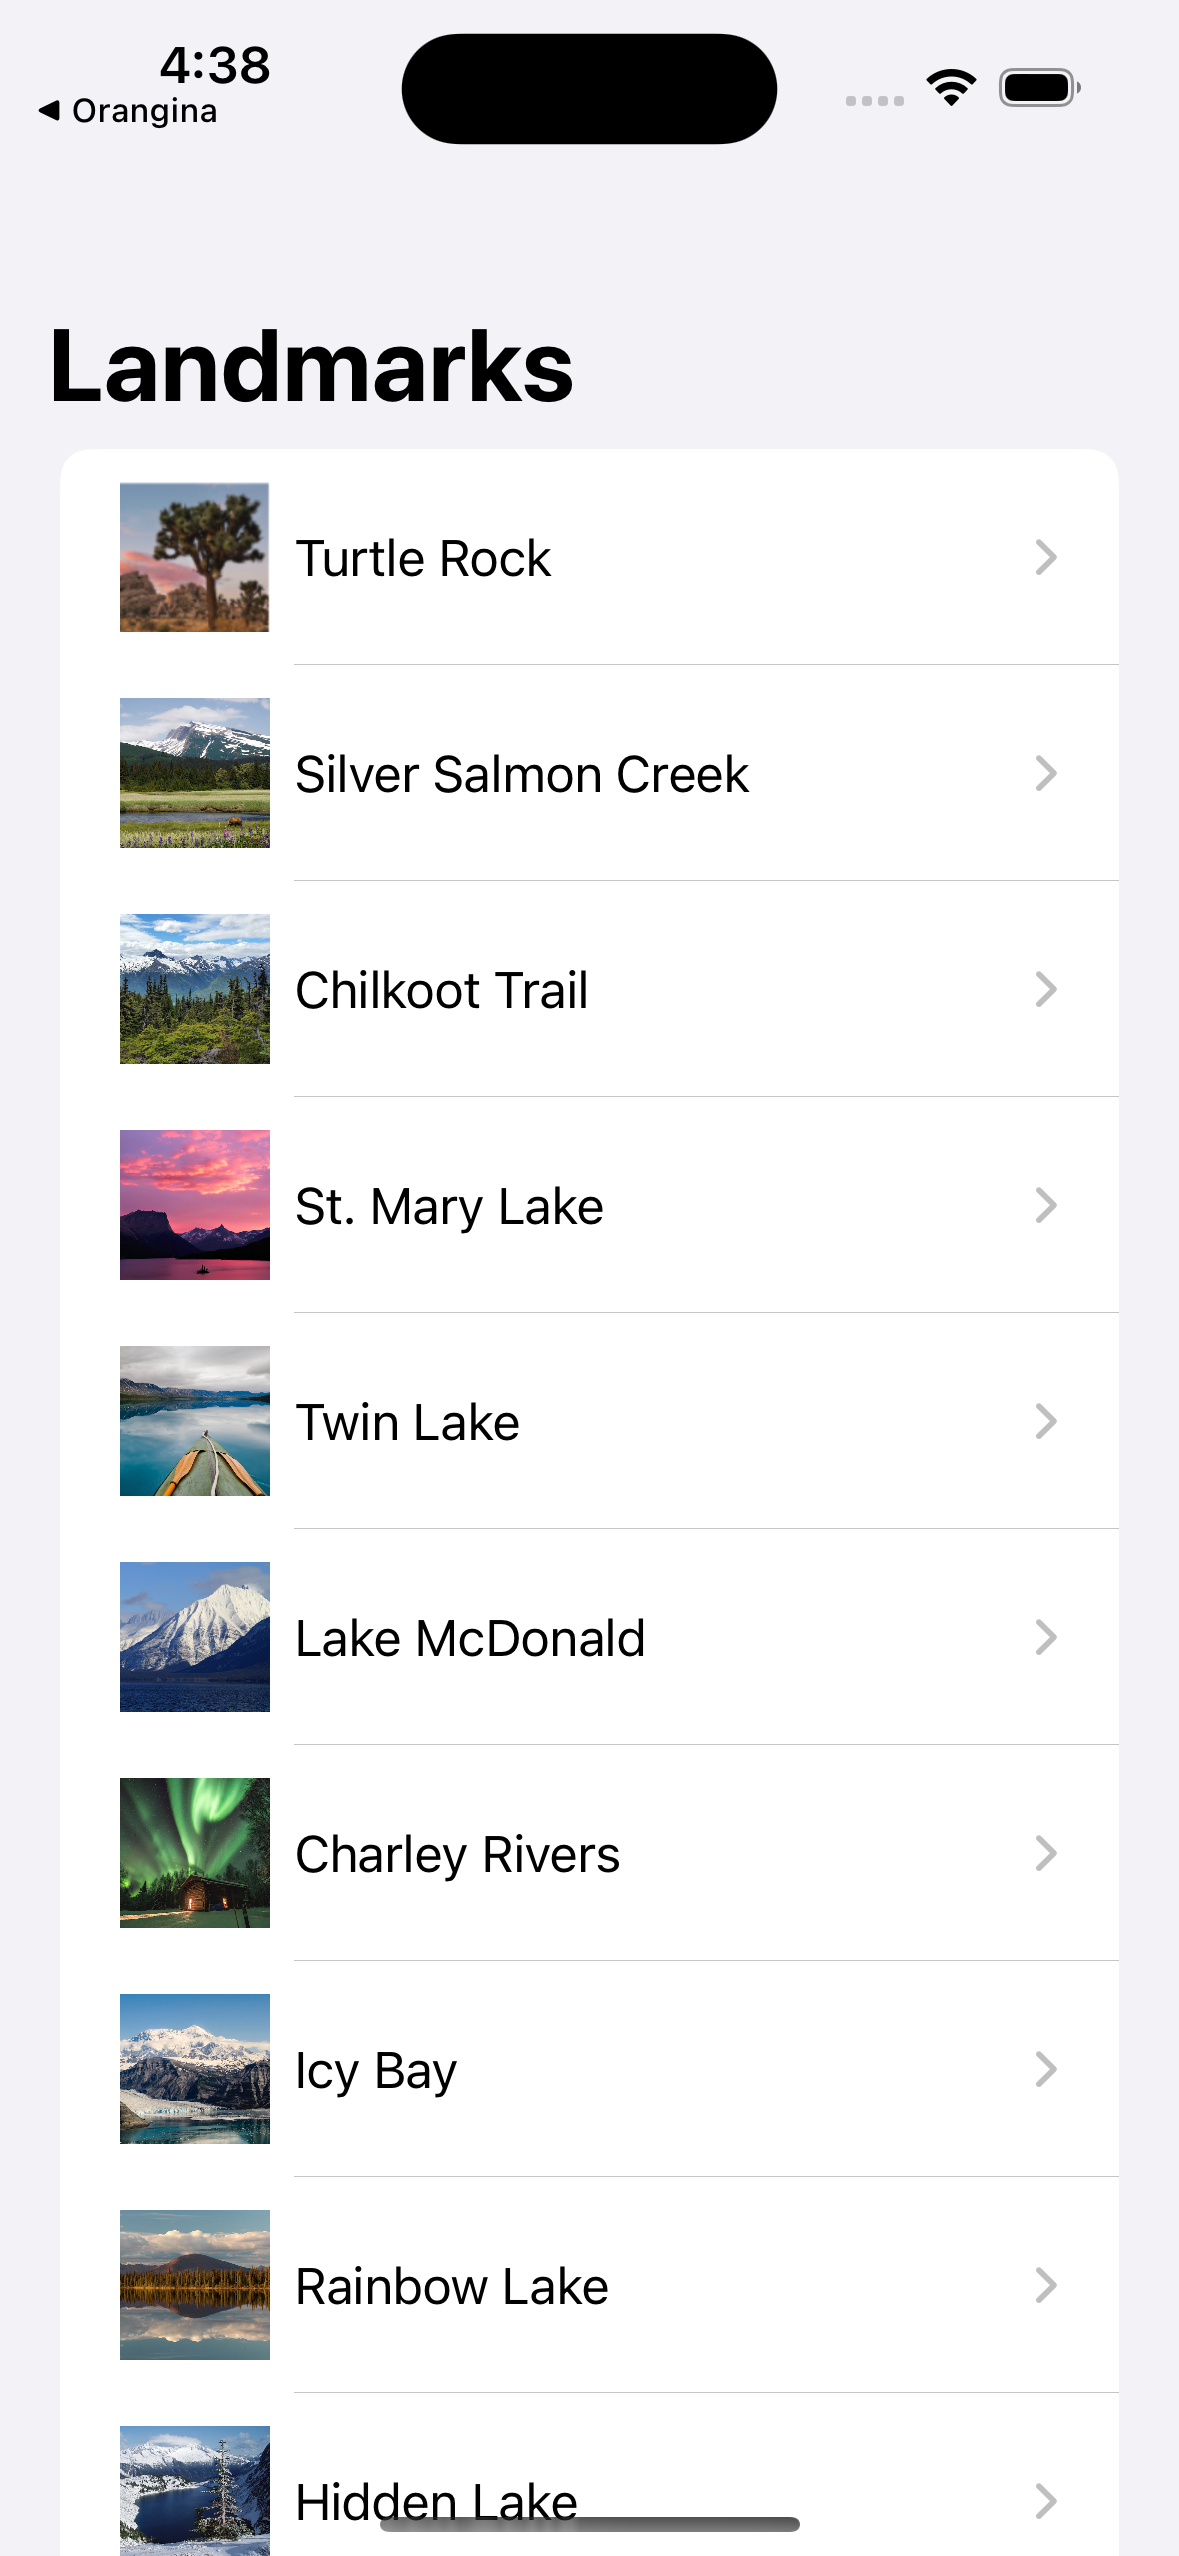 4:38
Orangina
Landmarks
Turtle Rock
Silver Salmon Creek
Chilkoot Trail
St. Mary Lake
Twin Lake
Lake McDonald
Charley Rivers
Icy Bay
Rainbow Lake
Hidden Lake